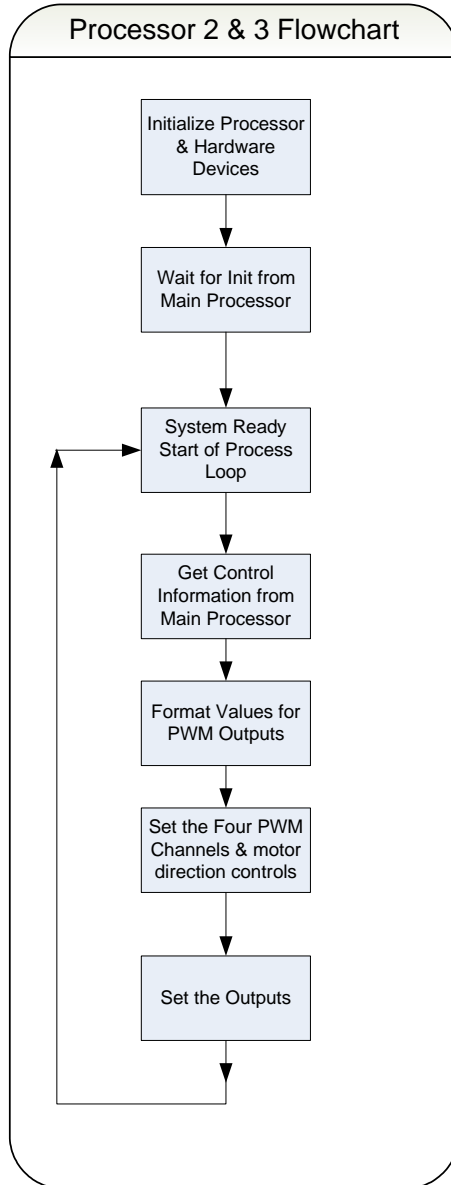 Processor 2 & 3 Flowchart
Initialize Processor
& Hardware
Devices
Wait for Init from
Main Processor
System Ready
Start of Process
Loop
Get Control
Information from
Main Processor
Format Values for
PWM Outputs
Set the Four PWM
Channels & motor
direction controls
Set the Outputs